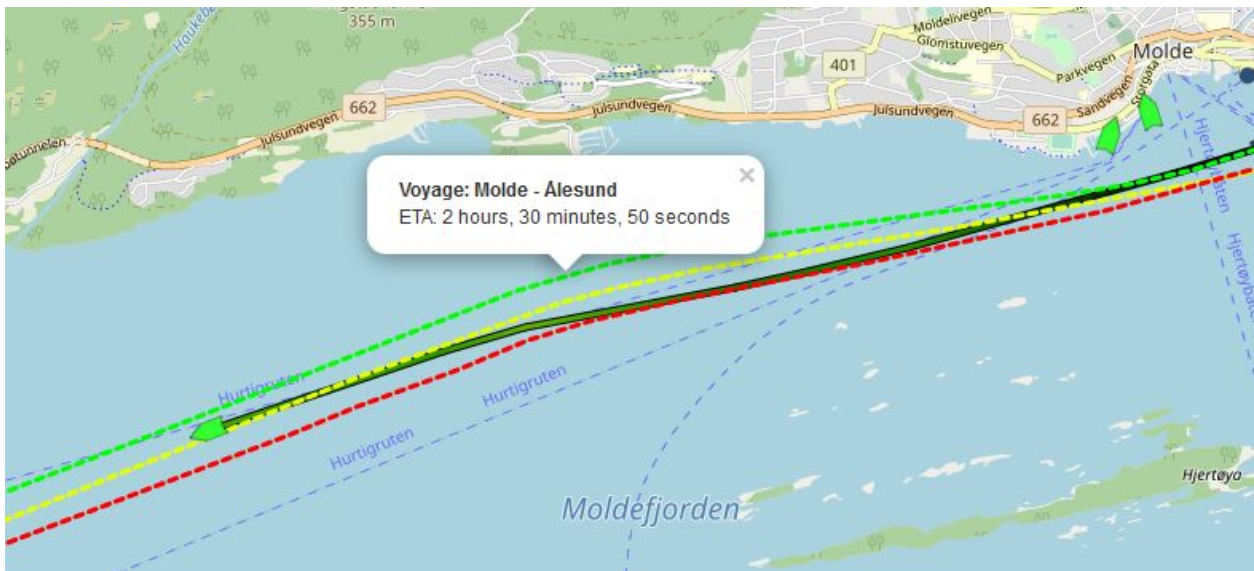 355 m
Moldelivegen
Glomstuvegen
Molde
401
Parkvegen
Storgata
Sandvegen
662
Julsundvegen
Julsundvegen
662
Julsundvegen
Voyage: Molde - Ålesund
×
ETA: 2 hours, 30 minutes, 50 seconds
Hurtigruten
Hurtigruten
Hurtigruten
Moldefjorden
Hjertøya